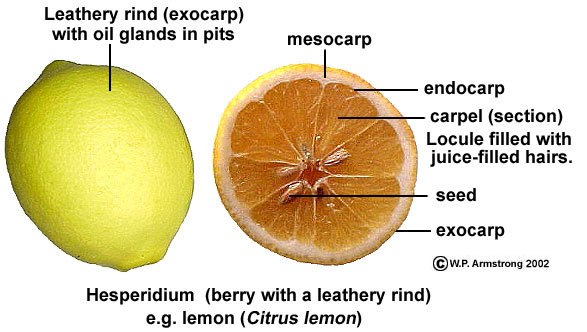 Leathery rind (exocarp)
with oil glands in pits
mesocarp
endocarp
carpel (section)
Locule filled with
juice-filled hairs.
seed
exocarp
© W.P. Armstrong 2002
Hesperidium (berry with a leathery rind)
e.g. lemon (Citrus lemon)